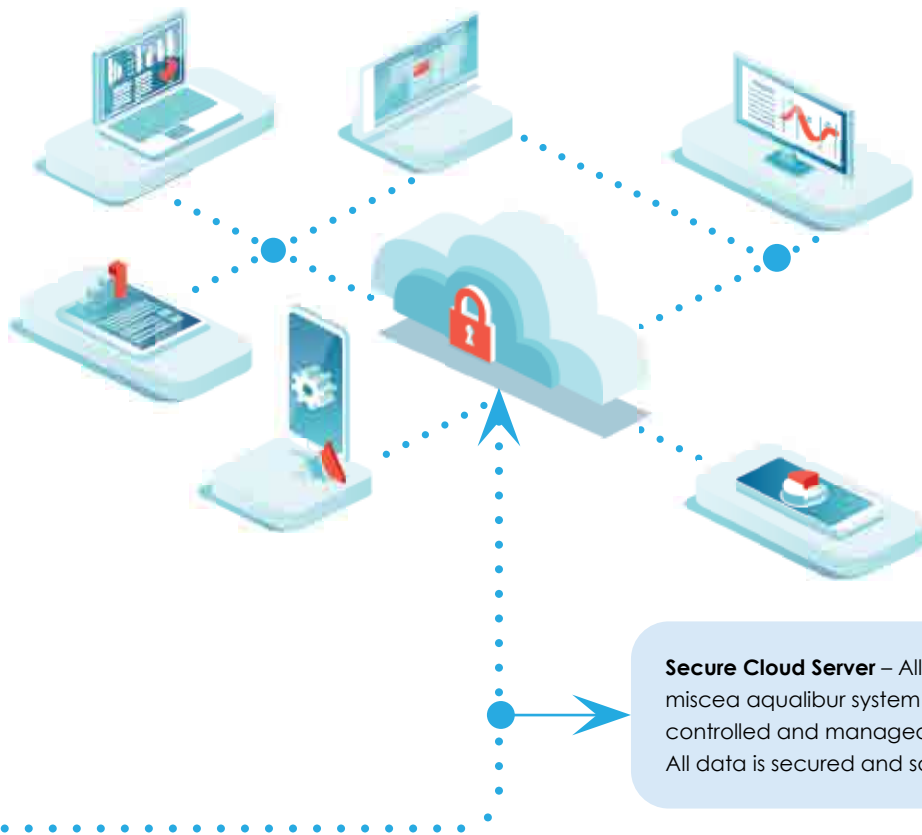 Secure Cloud Server – All
miscea aqualibur system
controlled and managed
All data is secured and